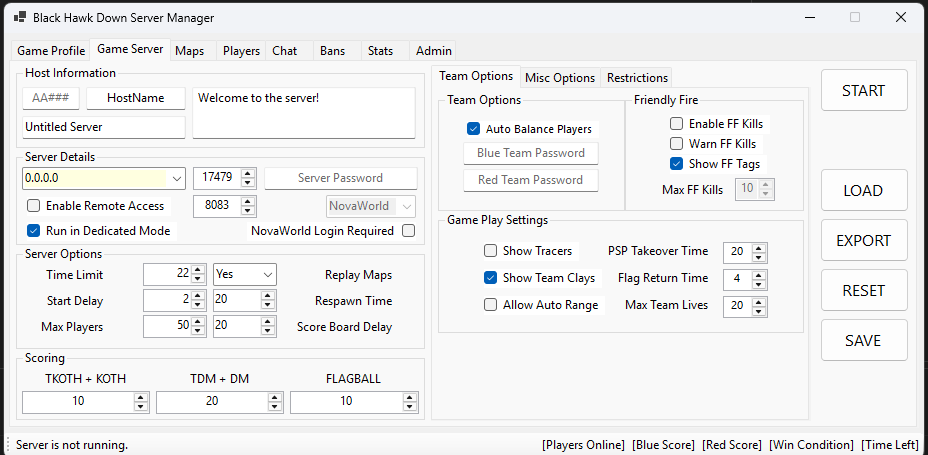 Black Hawk Down Server Manager
Game Profile Game Server Maps Players Chat Bans Stats Admin
Host Information
AA### HostName Welcome to the server!
Untitled Server
Server Details
0.0.0.0 17479 Server Password
Enable Remote Access 8083 NovaWorld
Run in Dedicated Mode NovaWorld Login Required
Server Options
Time Limit 22 Yes Replay Maps
Start Delay 2 20 Respawn Time
Max Players 50 20 Score Board Delay
Scoring
TKOTH + KOTH TDM + DM FLAGBALL
10 20 10
Team Options Misc Options Restrictions
Team Options
Auto Balance Players
Blue Team Password
Red Team Password
Friendly Fire
Enable FF Kills
Warn FF Kills
Show FF Tags
Max FF Kills 10
Game Play Settings
Show Tracers PSP Takeover Time 20
Show Team Clays Flag Return Time 4
Allow Auto Range Max Team Lives 20
START
LOAD
EXPORT
RESET
SAVE
Server is not running. [Players Online] [Blue Score] [Red Score] [Win Condition] [Time Left]